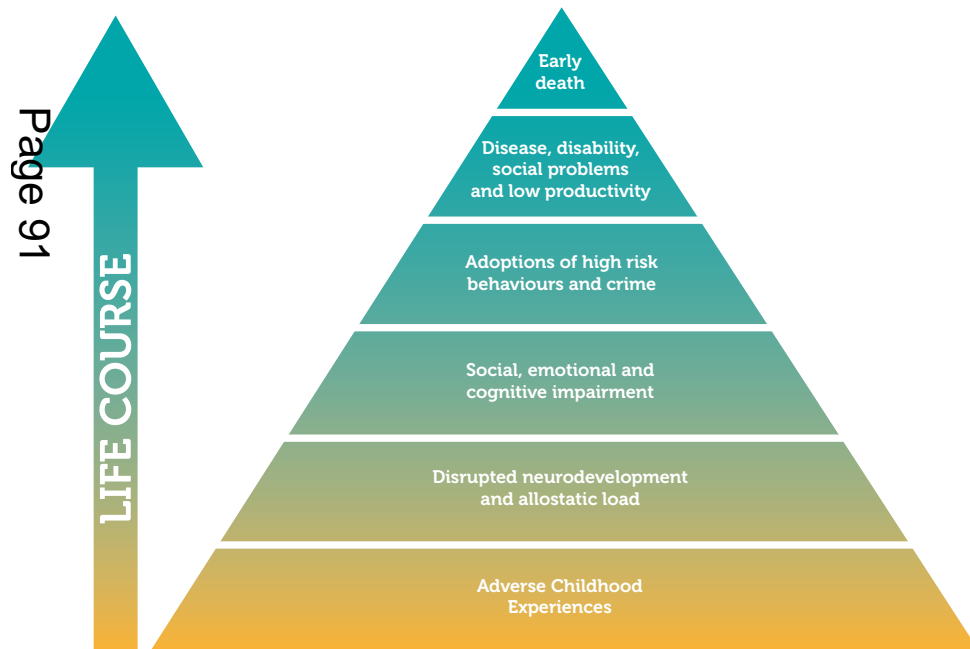 Page 91
LIFE COURSE
Early
death
Disease, disability,
social problems
and low productivity
Adoptions of high risk
behaviours and crime
Social, emotional and
cognitive impairment
Disrupted neurodevelopment
and allostatic load
Adverse Childhood
Experiences